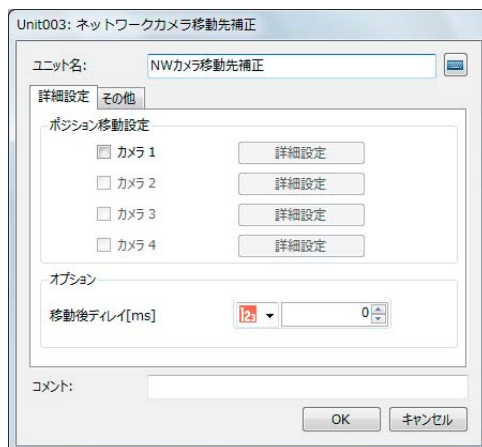 Unit003: ネットワークカメラ移動先補正
ユニット名: NWカメラ移動先補正
詳細設定 その他
ポジション移動設定
カメラ 1 詳細設定
カメラ 2 詳細設定
カメラ 3 詳細設定
カメラ 4 詳細設定
オプション
移動後ディレイ[ms] 123 0
コメント:
OK キャンセル